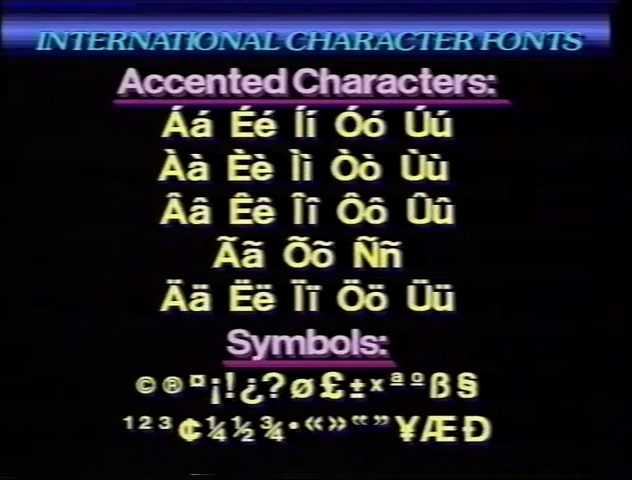 INTERNATIONAL CHARACTER FONTS
Accented Characters:
Áá Éé Íí Óó Úú
Àà Èè Ìì Òò Ùù
Ââ Êê Îî Ôô Ûû
Ãã Õõ Ññ
Ää Ëë Ïï Öö Üü
Symbols:
©®¤¡!¿?ø£±×ªºß§
¹²³¢¼½¾•«»“”¥ÆÐ